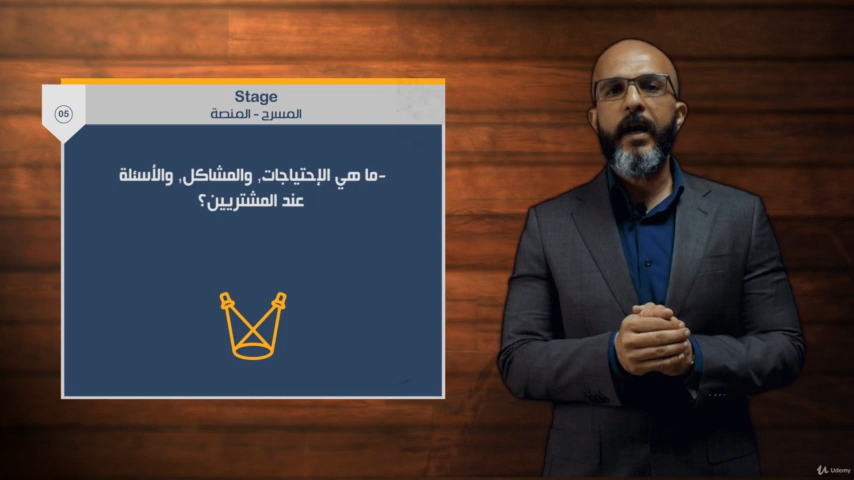 05
Stage
المسرح - المنصة
-ما هي الإحتياجات, والمشاكل, والأسئلة
عند المشتريين؟
Udemy